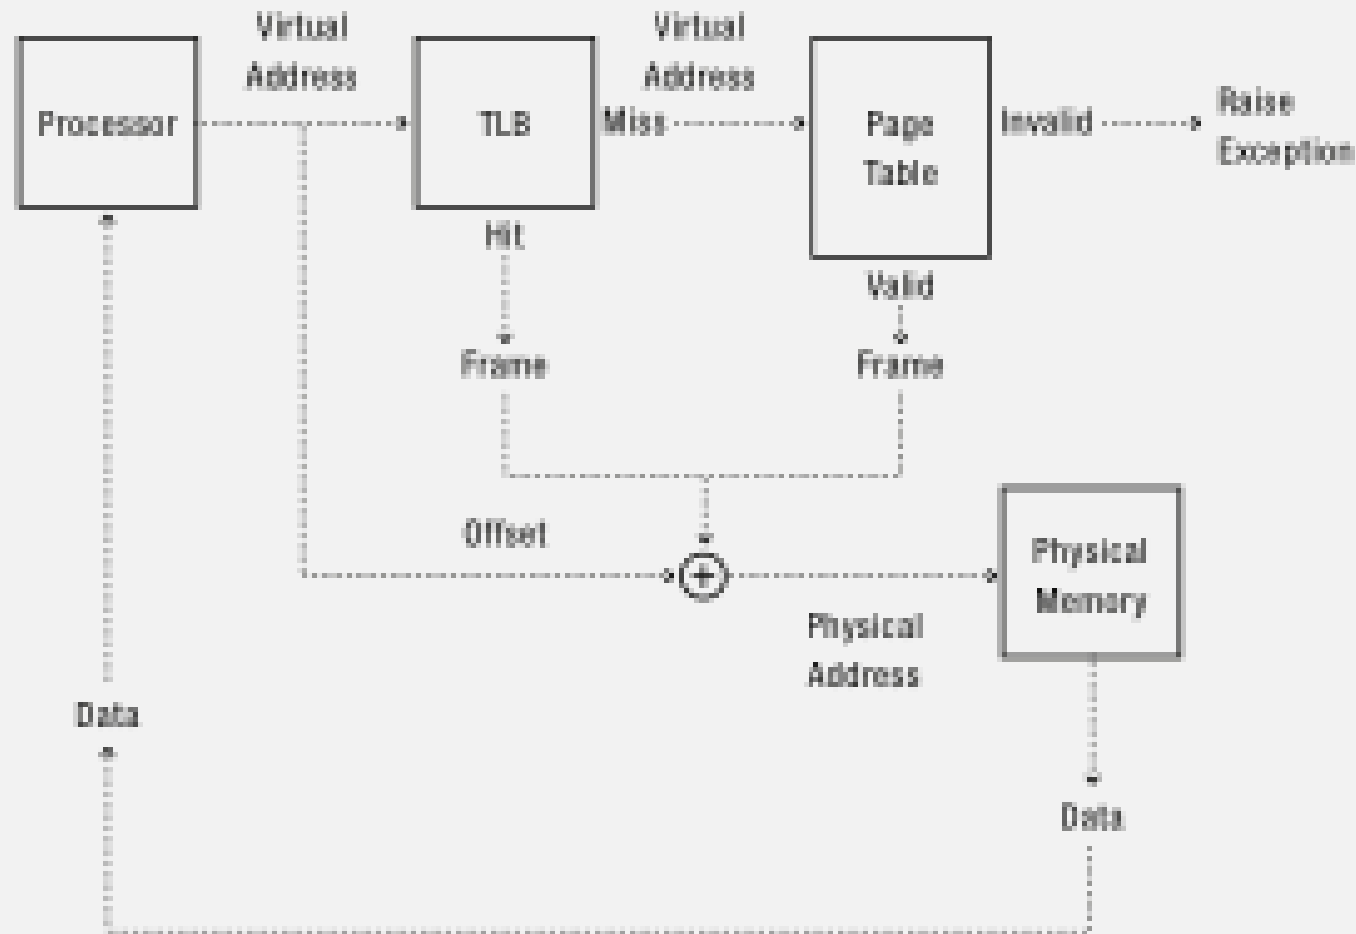 Virtual
Address
Virtual
Address
Processor
TLB
Miss
Page
Table
Invalid
Raise
Exception
Hit
Valid
Frame
Frame
Offset
+
Physical
Memory
Physical
Address
Data
Data